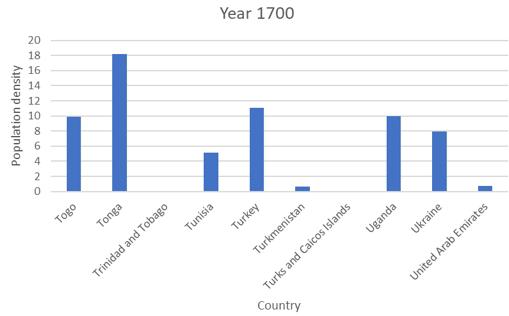 Year 1700
Population density
20
18
16
14
12
10
8
6
4
2
0
Togo
Tonga
Trinidad and Tobago
Tunisia
Turkey
Turkmenistan
Turks and Caicos Islands
Uganda
Ukraine
United Arab Emirates
Country